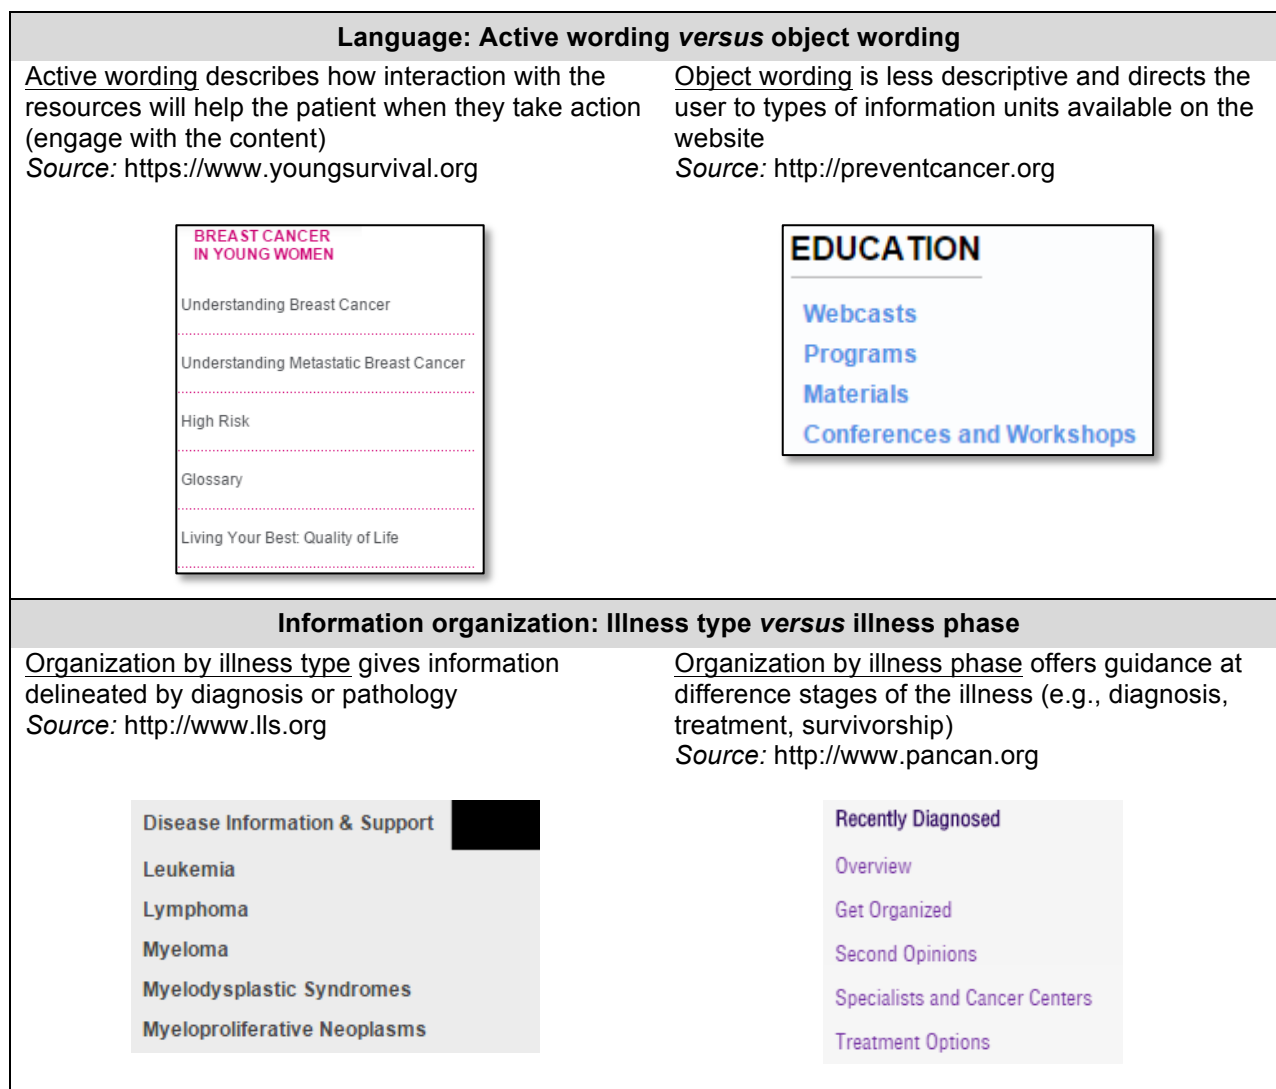 Language: Active wording versus object wording
Active wording describes how interaction with the
resources will help the patient when they take action
(engage with the content)
Source: https://www.youngsurvival.org
BREAST CANCER
IN YOUNG WOMEN
Understanding Breast Cancer
Understanding Metastatic Breast Cancer
High Risk
Glossary
Living Your Best: Quality of Life
Object wording is less descriptive and directs the
user to types of information units available on the
website
Source: http://preventcancer.org
EDUCATION
Webcasts
Programs
Materials
Conferences and Workshops
Information organization: Illness type versus illness phase
Organization by illness type gives information
delineated by diagnosis or pathology
Source: http://www.lls.org
Disease Information & Support
Leukemia
Lymphoma
Myeloma
Myelodysplastic Syndromes
Myeloproliferative Neoplasms
Organization by illness phase offers guidance at
difference stages of the illness (e.g., diagnosis,
treatment, survivorship)
Source: http://www.pancan.org
Recently Diagnosed
Overview
Get Organized
Second Opinions
Specialists and Cancer Centers
Treatment Options